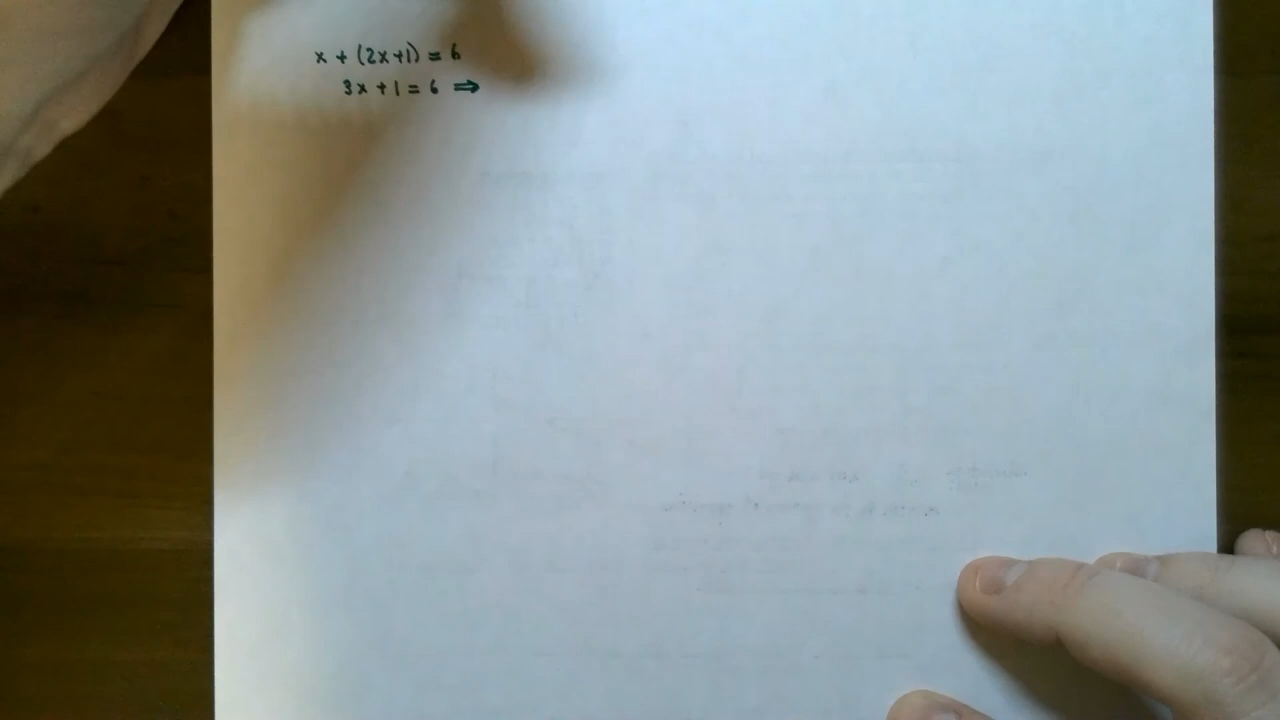 x + (2x+1) = 6
3x + 1 = 6 ⇒